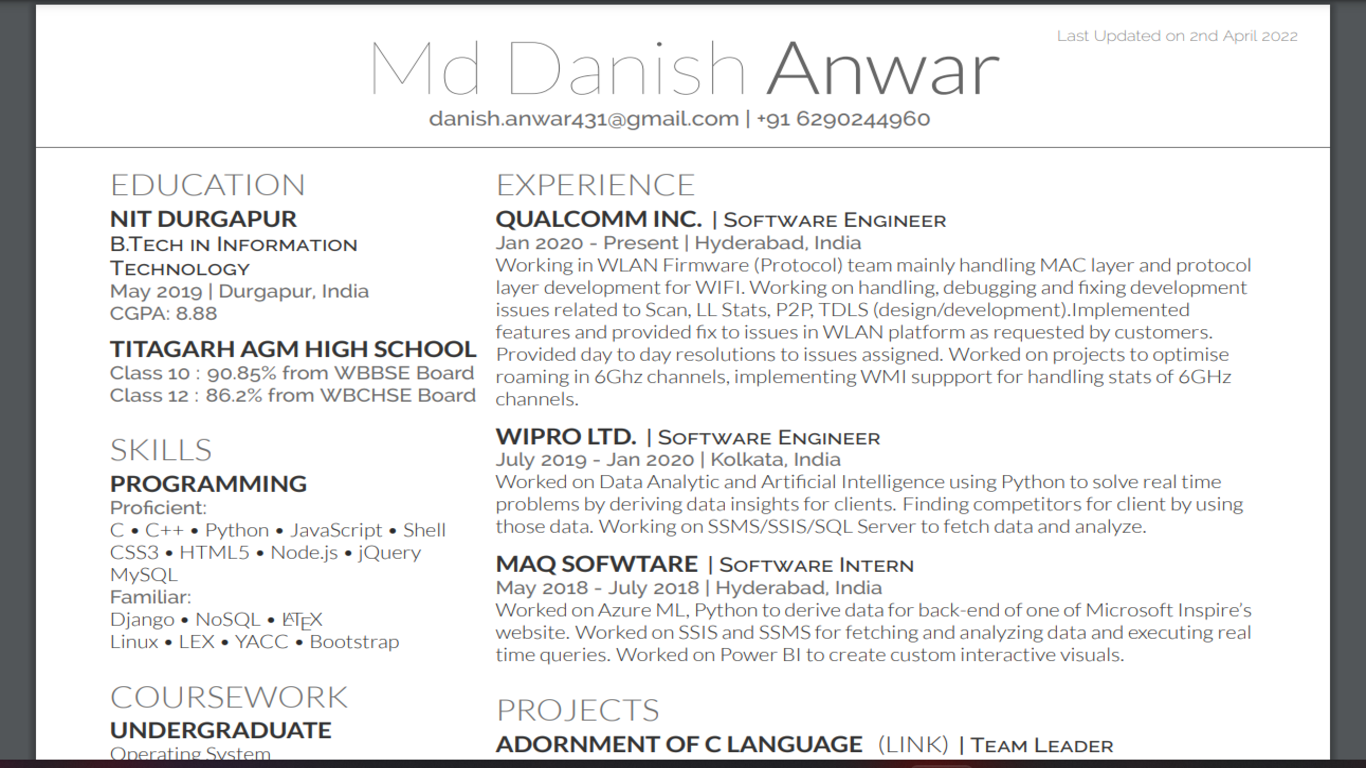 Last Updated on 2nd April 2022
Md Danish Anwar
danish.anwar431@gmail.com | +91 6290244960
EDUCATION
NIT DURGAPUR
B.Tech in Information
Technology
May 2019 | Durgapur, India
CGPA: 8.88
TITAGARH AGM HIGH SCHOOL
Class 10 : 90.85% from WBBSE Board
Class 12 : 86.2% from WBCHSE Board
SKILLS
PROGRAMMING
Proficient:
C • C++ • Python • JavaScript • Shell
CSS3 • HTML5 • Node.js • jQuery
MySQL
Familiar:
Django • NoSQL • LATEX
Linux • LEX • YACC • Bootstrap
COURSEWORK
UNDERGRADUATE
Operating System
EXPERIENCE
QUALCOMM INC. | Software Engineer
Jan 2020 - Present | Hyderabad, India
Working in WLAN Firmware (Protocol) team mainly handling MAC layer and protocol
layer development for WIFI. Working on handling, debugging and fixing development
issues related to Scan, LL Stats, P2P, TDLS (design/development).Implemented
features and provided fix to issues in WLAN platform as requested by customers.
Provided day to day resolutions to issues assigned. Worked on projects to optimise
roaming in 6Ghz channels, implementing WMI suppport for handling stats of 6GHz
channels.
WIPRO LTD. | Software Engineer
July 2019 - Jan 2020 | Kolkata, India
Worked on Data Analytic and Artificial Intelligence using Python to solve real time
problems by deriving data insights for clients. Finding competitors for client by using
those data. Working on SSMS/SSIS/SQL Server to fetch data and analyze.
MAQ SOFWTARE | Software Intern
May 2018 - July 2018 | Hyderabad, India
Worked on Azure ML, Python to derive data for back-end of one of Microsoft Inspire's
website. Worked on SSIS and SSMS for fetching and analyzing data and executing real
time queries. Worked on Power BI to create custom interactive visuals.
PROJECTS
ADORNMENT OF C LANGUAGE (LINK) | Team Leader